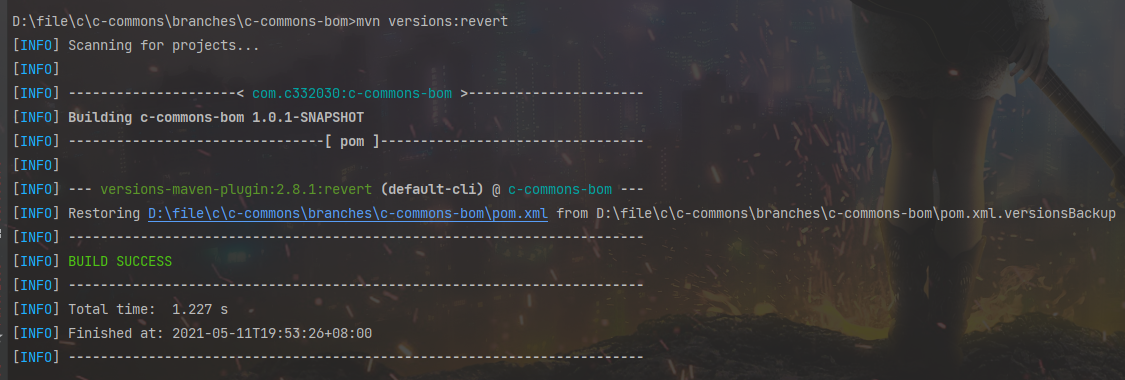 D:\file\c\c-commons\branches\c-commons-bom>mvn versions:revert
[INFO] Scanning for projects...
[INFO]
[INFO] ---------------------< com.c332030:c-commons-bom >----------------------
[INFO] Building c-commons-bom 1.0.1-SNAPSHOT
[INFO] --------------------------------[ pom ]---------------------------------
[INFO]
[INFO] --- versions-maven-plugin:2.8.1:revert (default-cli) @ c-commons-bom ---
[INFO] Restoring D:\file\c\c-commons\branches\c-commons-bom\pom.xml from D:\file\c\c-commons\branches\c-commons-bom\pom.xml.versionsBackup
[INFO] ------------------------------------------------------------------------
[INFO] BUILD SUCCESS
[INFO] ------------------------------------------------------------------------
[INFO] Total time:  1.227 s
[INFO] Finished at: 2021-05-11T19:53:26+08:00
[INFO] ------------------------------------------------------------------------